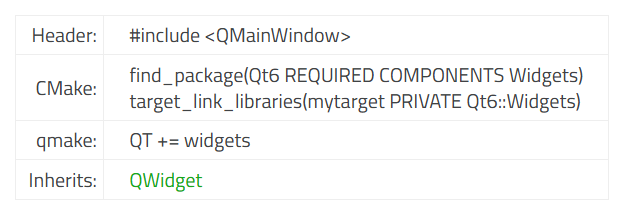 Header: #include <QMainWindow>
CMake: find_package(Qt6 REQUIRED COMPONENTS Widgets)
target_link_libraries(mytarget PRIVATE Qt6::Widgets)
qmake: QT += widgets
Inherits: QWidget